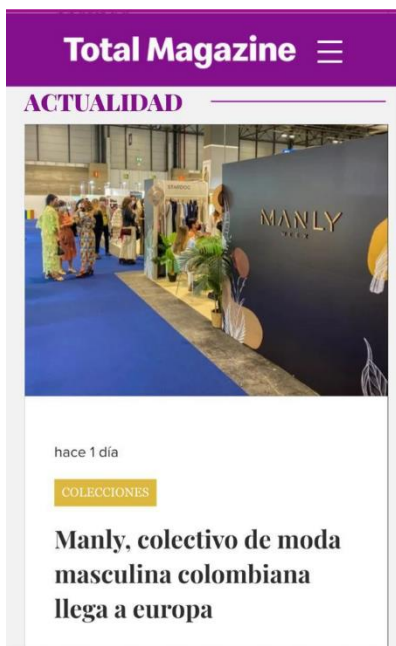 Total Magazine
ACTUALIDAD
MANLY
hace 1 día
COLECCIONES
Manly, colectivo de moda
masculina colombiana
llega a europa